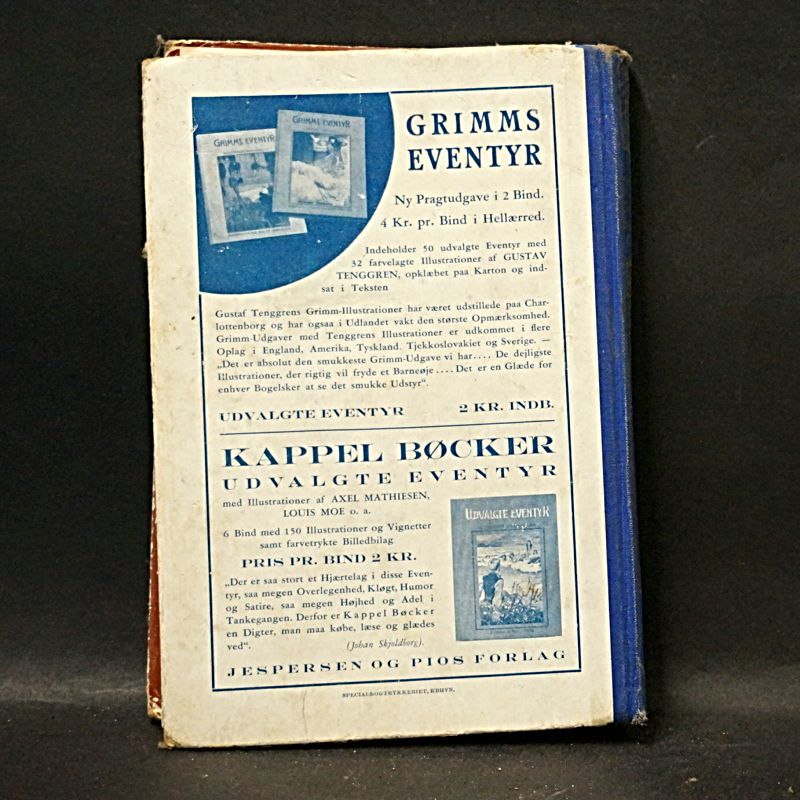 GRIMMS EVENTYR
GRIMMS EVENTYR
GRIMMS
EVENTYR
Ny Pragtudgave i 2 Bind.
4 Kr. pr. Bind i Hellærred.
Indeholder 50 udvalgte Eventyr med
32 farvelagte Illustrationer af GUSTAV
TENGGREN, opklæbet paa Karton og ind-
sat i Teksten
Gustaf Tenggrens Grimm-Illustrationer har været udstillede paa Char-
lottenborg og har ogsaa i Udlandet vakt den største Opmærksomhed.
Grimm-Udgaver med Tenggrens Illustrationer er udkommet i flere
Oplag i England, Amerika, Tyskland, Tjekkoslovakiet og Sverige. —
„Det er absolut den smukkeste Grimm-Udgave vi har.... De dejligste
Illustrationer, der rigtig vil fryde et Barneøje .... Det er en Glæde for
enhver Bogelsker at se det smukke Udstyr".
UDVALGTE EVENTYR 2 KR. INDB.
KAPPEL BØCKER
UDVALGTE EVENTYR
med Illustrationer af AXEL MATHIESEN,
LOUIS MOE o. a.
6 Bind med 150 Illustrationer og Vignetter
samt farvetrykte Billedbilag
PRIS PR. BIND 2 KR.
„Der er saa stort et Hjærtelag i disse Even-
tyr, saa megen Overlegenhed, Kløgt, Humor
og Satire, saa megen Højhed og Adel i
Tankegangen. Derfor er Kappel Bøcker
en Digter, man maa købe, læse og glædes
ved".
(Johan Skjoldborg).
UDVALGTE EVENTYR
JESPERSEN OG PIOS FORLAG
SPECIALBOGTRYKKERIET, KBHVN.